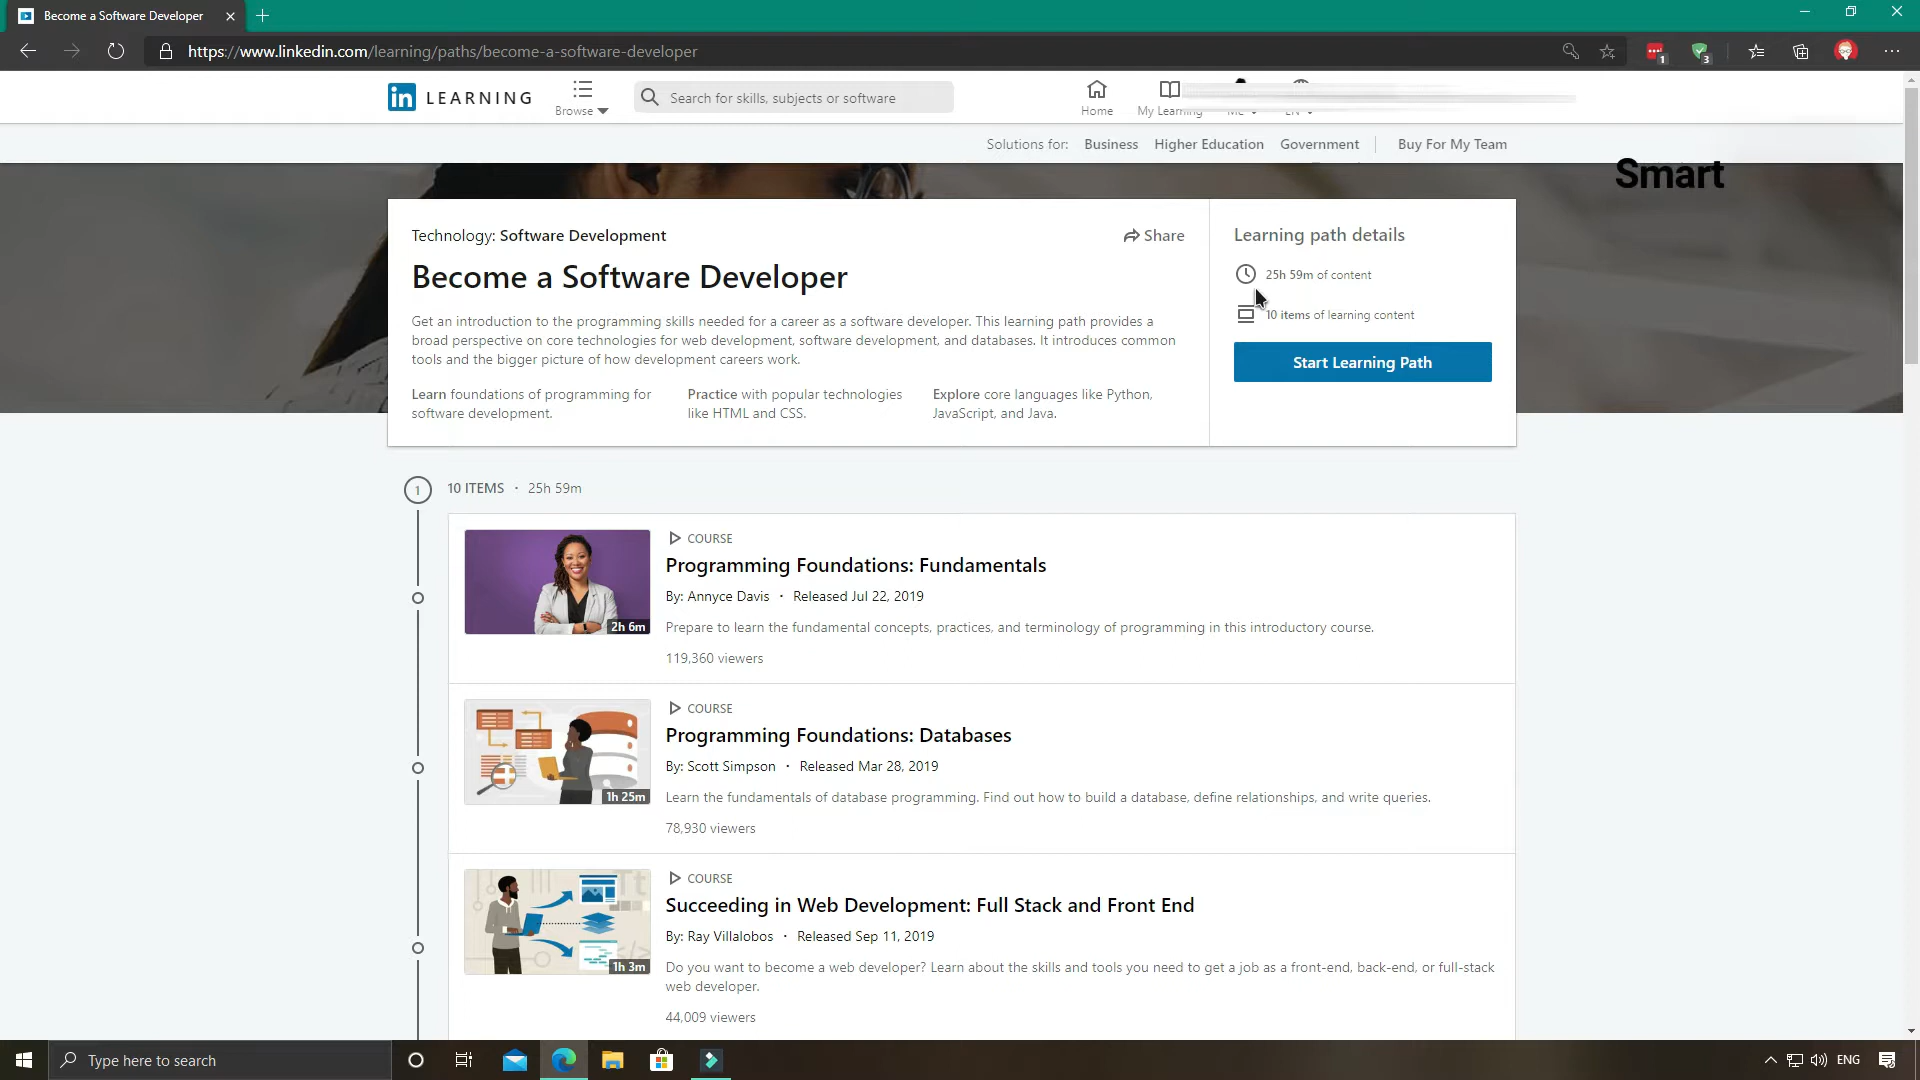 Become a Software Developer
https://www.linkedin.com/learning/paths/become-a-software-developer
1
3
in LEARNING
Browse
Search for skills, subjects or software
Home
My Learning
Solutions for:
Business
Higher Education
Government
Buy For My Team
Smart
Technology: Software Development
Share
Become a Software Developer
Get an introduction to the programming skills needed for a career as a software developer. This learning path provides a
broad perspective on core technologies for web development, software development, and databases. It introduces common
tools and the bigger picture of how development careers work.
Learn foundations of programming for
software development.
Practice with popular technologies
like HTML and CSS.
Explore core languages like Python,
JavaScript, and Java.
Learning path details
25h 59m of content
10 items of learning content
Start Learning Path
1
10 ITEMS · 25h 59m
2h 6m
COURSE
Programming Foundations: Fundamentals
By: Annyce Davis · Released Jul 22, 2019
Prepare to learn the fundamental concepts, practices, and terminology of programming in this introductory course.
119,360 viewers
1h 25m
COURSE
Programming Foundations: Databases
By: Scott Simpson · Released Mar 28, 2019
Learn the fundamentals of database programming. Find out how to build a database, define relationships, and write queries.
78,930 viewers
1h 3m
COURSE
Succeeding in Web Development: Full Stack and Front End
By: Ray Villalobos · Released Sep 11, 2019
Do you want to become a web developer? Learn about the skills and tools you need to get a job as a front-end, back-end, or full-stack
web developer.
44,009 viewers
Type here to search
ENG